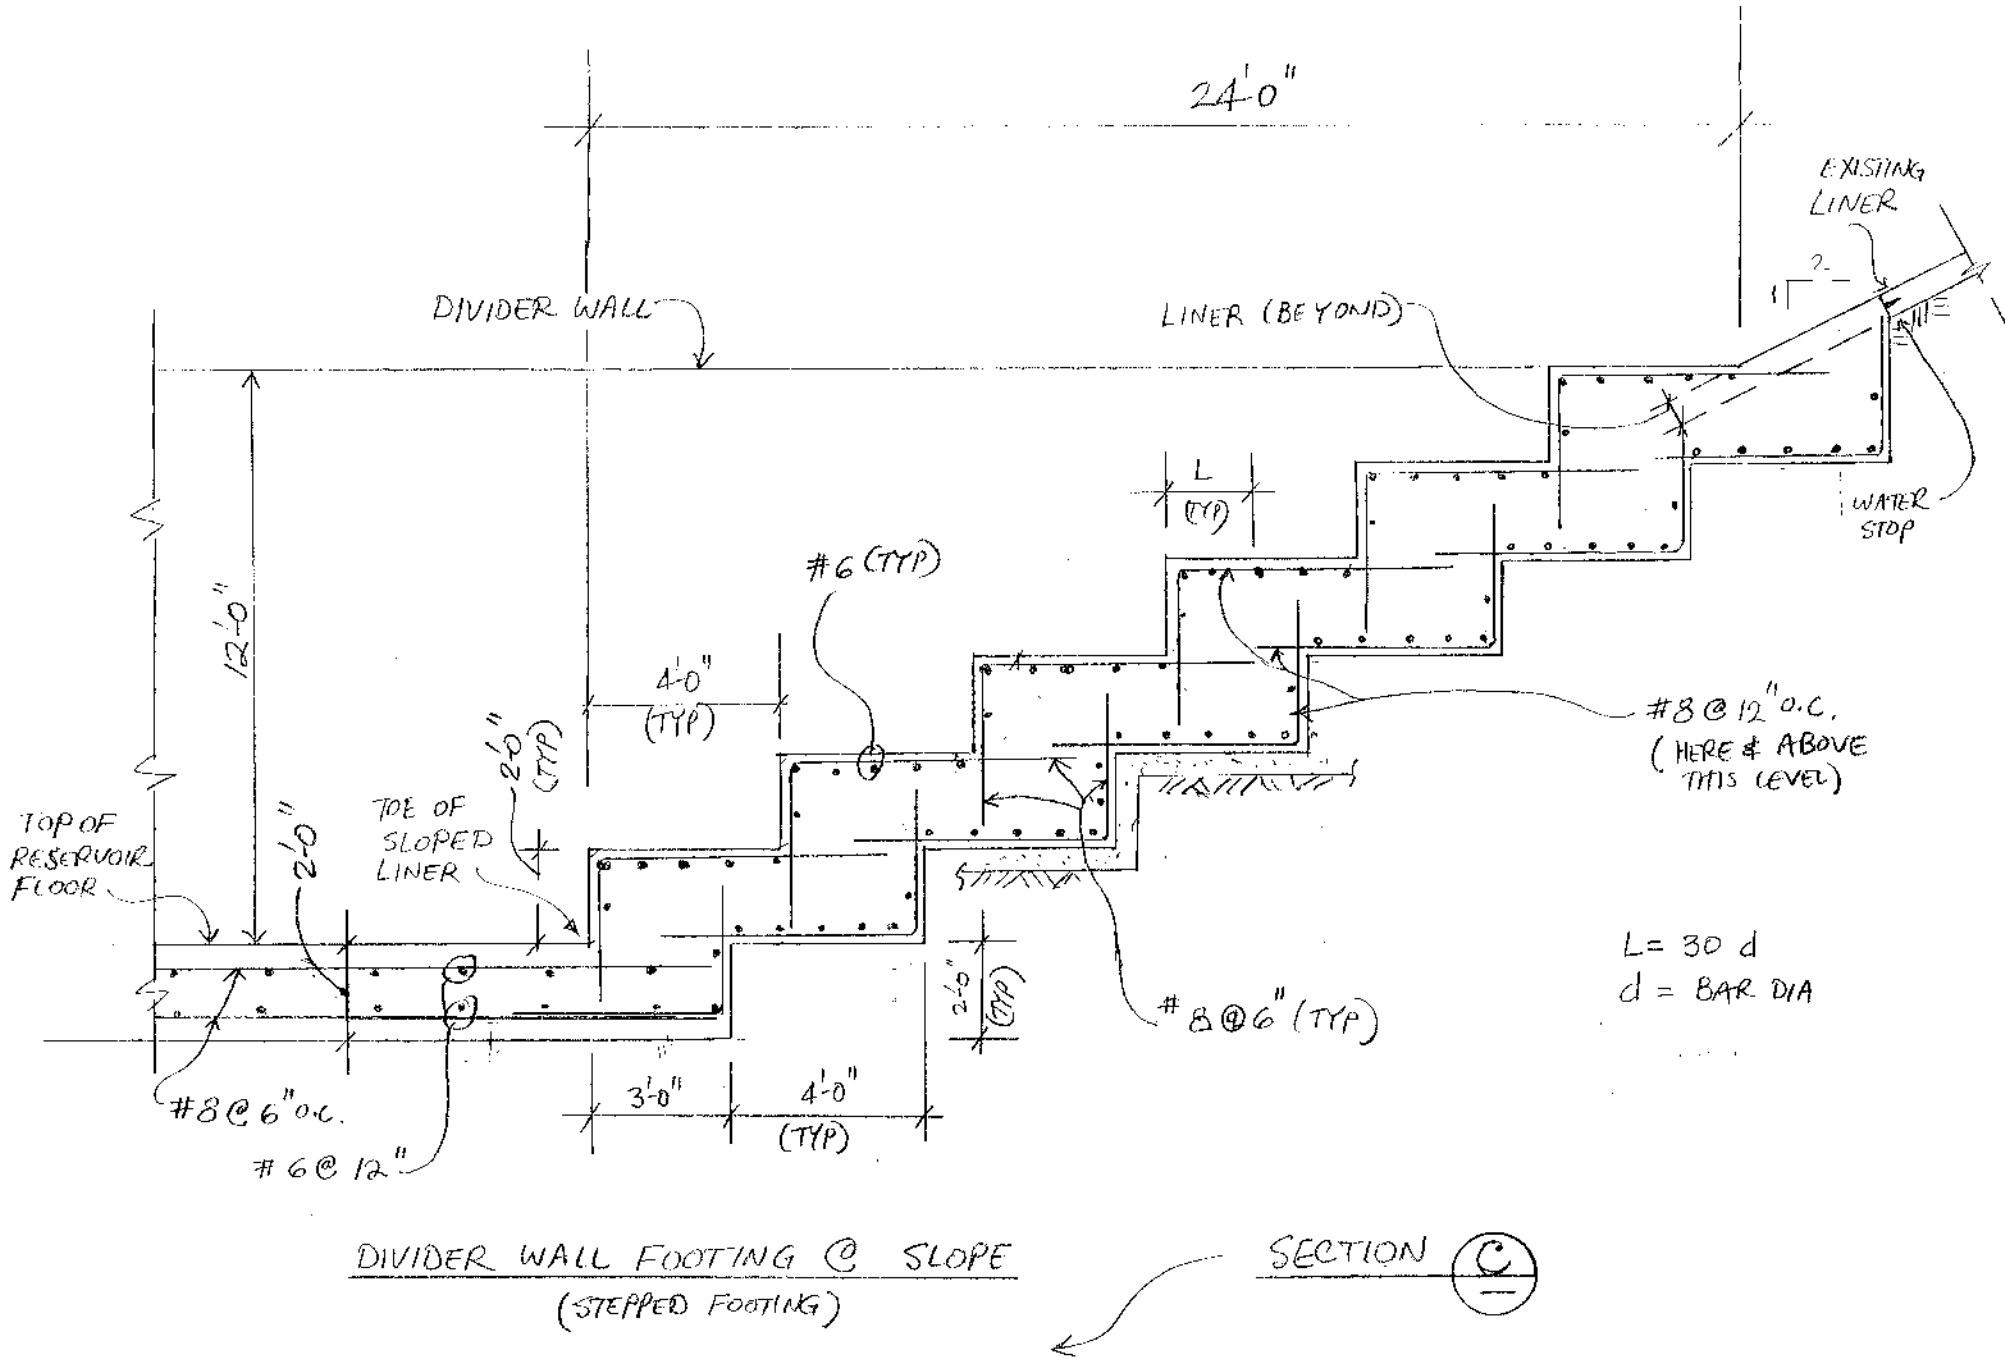 24'-0"
EXISTING
LINER
2
1
DIVIDER WALL
LINER (BEYOND)
L
(TYP)
WATER
STOP
#6 (TYP)
12'-0"
4'-0"
(TYP)
2'-0"
(TYP)
#8 @ 12" O.C.
(HERE & ABOVE
THIS LEVEL)
TOP OF
RESERVOIR
FLOOR
2'-0"
TOE OF
SLOPED
LINER
L = 30 d
d = BAR DIA
2'-0"
(TYP)
#8 @ 6" (TYP)
#8 @ 6" O.C.
3'-0"
4'-0"
(TYP)
#6 @ 12"
DIVIDER WALL FOOTING @ SLOPE
(STEPPED FOOTING)
SECTION C